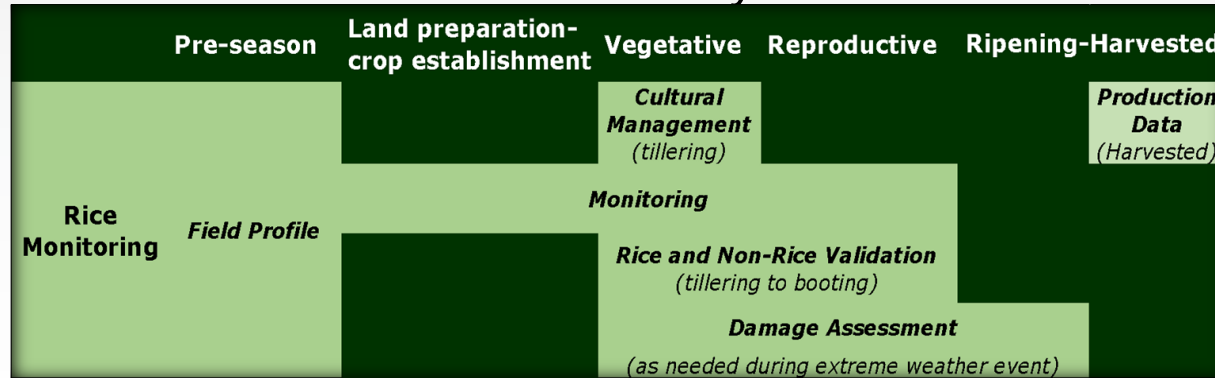 Pre-season
Land preparation-
crop establishment
Vegetative
Reproductive
Ripening-Harvested
Cultural
Management
(tillering)
Production
Data
(Harvested)
Monitoring
Rice
Monitoring
Field Profile
Rice and Non-Rice Validation
(tillering to booting)
Damage Assessment
(as needed during extreme weather event)